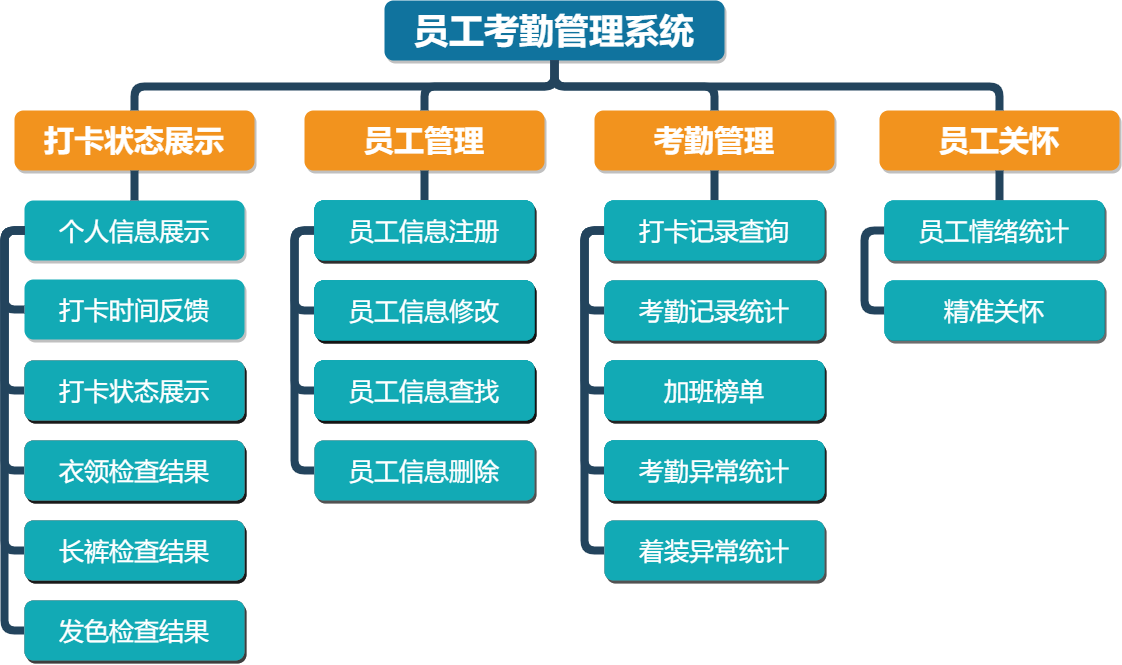 员工考勤管理系统
打卡状态展示
个人信息展示
打卡时间反馈
打卡状态展示
衣领检查结果
长裤检查结果
发色检查结果
员工管理
员工信息注册
员工信息修改
员工信息查找
员工信息删除
考勤管理
打卡记录查询
考勤记录统计
加班榜单
考勤异常统计
着装异常统计
员工关怀
员工情绪统计
精准关怀